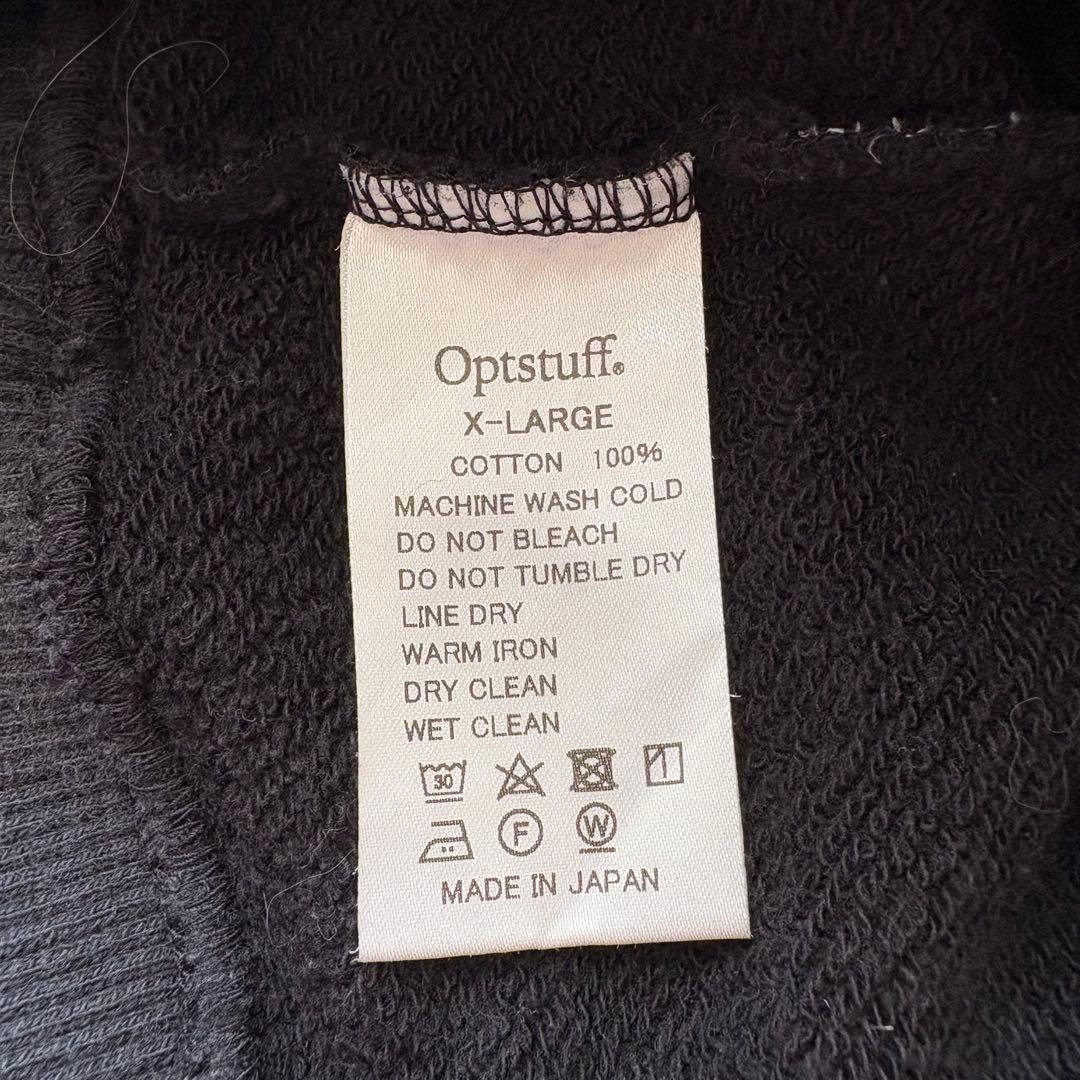 Optstuff®
X-LARGE
COTTON 100%
MACHINE WASH COLD
DO NOT BLEACH
DO NOT TUMBLE DRY
LINE DRY
WARM IRON
DRY CLEAN
WET CLEAN
30
F W
MADE IN JAPAN